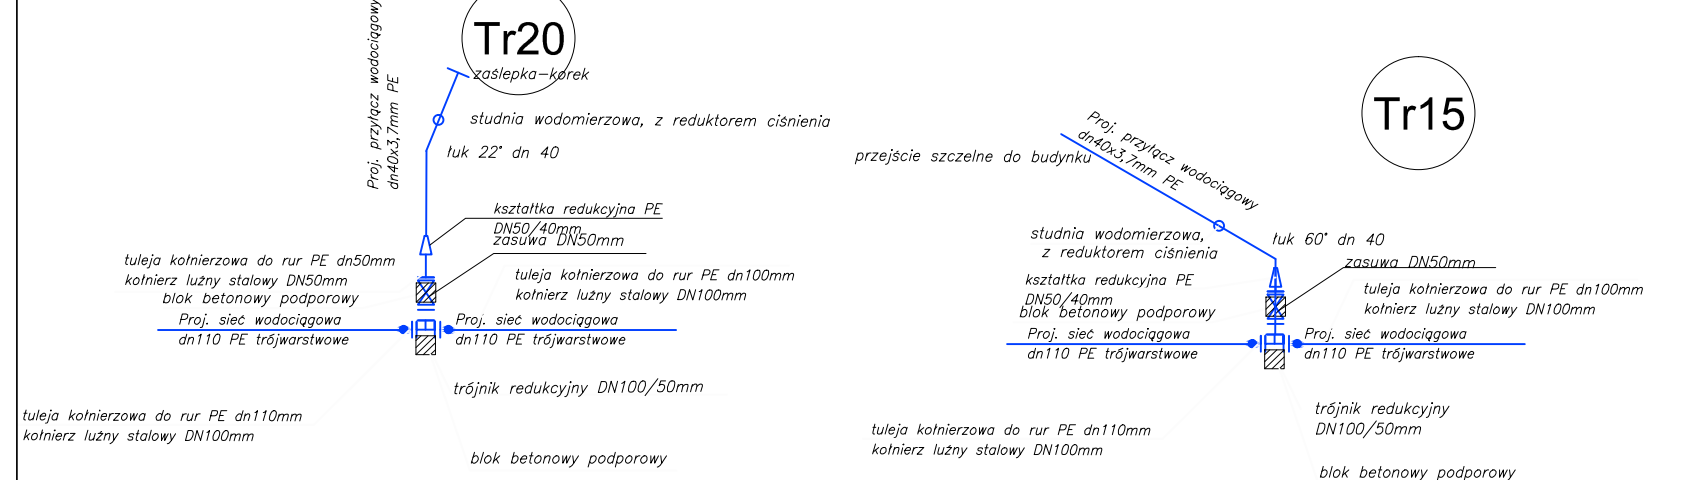 Tr20
Proj. przyłącz wodociągowy
dn40x3,7mm PE
zaślepka-korek
studnia wodomierzowa, z reduktorem ciśnienia
łuk 22° dn 40
kształtka redukcyjna PE
DN50/40mm
zasuwa DN50mm
tuleja kołnierzowa do rur PE dn50mm
kołnierz luźny stalowy DN50mm
blok betonowy podporowy
tuleja kołnierzowa do rur PE dn100mm
kołnierz luźny stalowy DN100mm
Proj. sieć wodociągowa
dn110 PE trójwarstwowe
Proj. sieć wodociągowa
dn110 PE trójwarstwowe
trójnik redukcyjny DN100/50mm
tuleja kołnierzowa do rur PE dn110mm
kołnierz luźny stalowy DN100mm
blok betonowy podporowy
Tr15
Proj. przyłącz wodociągowy
dn40x3,7mm PE
przejście szczelne do budynku
studnia wodomierzowa,
z reduktorem ciśnienia
łuk 60° dn 40
zasuwa DN50mm
kształtka redukcyjna PE
DN50/40mm
blok betonowy podporowy
tuleja kołnierzowa do rur PE dn100mm
kołnierz luźny stalowy DN100mm
Proj. sieć wodociągowa
dn110 PE trójwarstwowe
Proj. sieć wodociągowa
dn110 PE trójwarstwowe
trójnik redukcyjny
DN100/50mm
tuleja kołnierzowa do rur PE dn110mm
kołnierz luźny stalowy DN100mm
blok betonowy podporowy